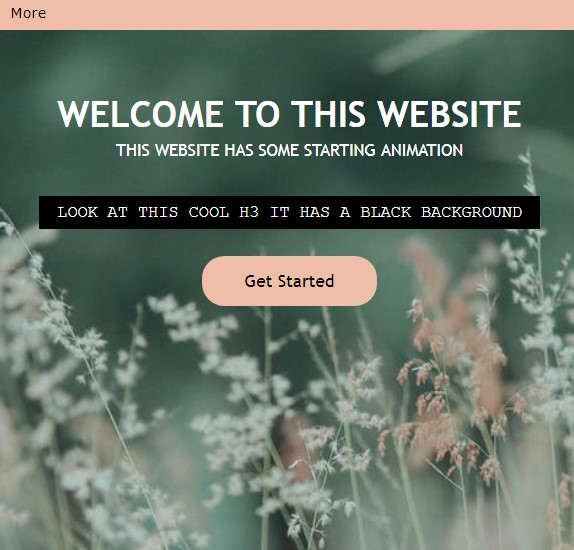 More
WELCOME TO THIS WEBSITE
THIS WEBSITE HAS SOME STARTING ANIMATION
LOOK AT THIS COOL H3 IT HAS A BLACK BACKGROUND
Get Started